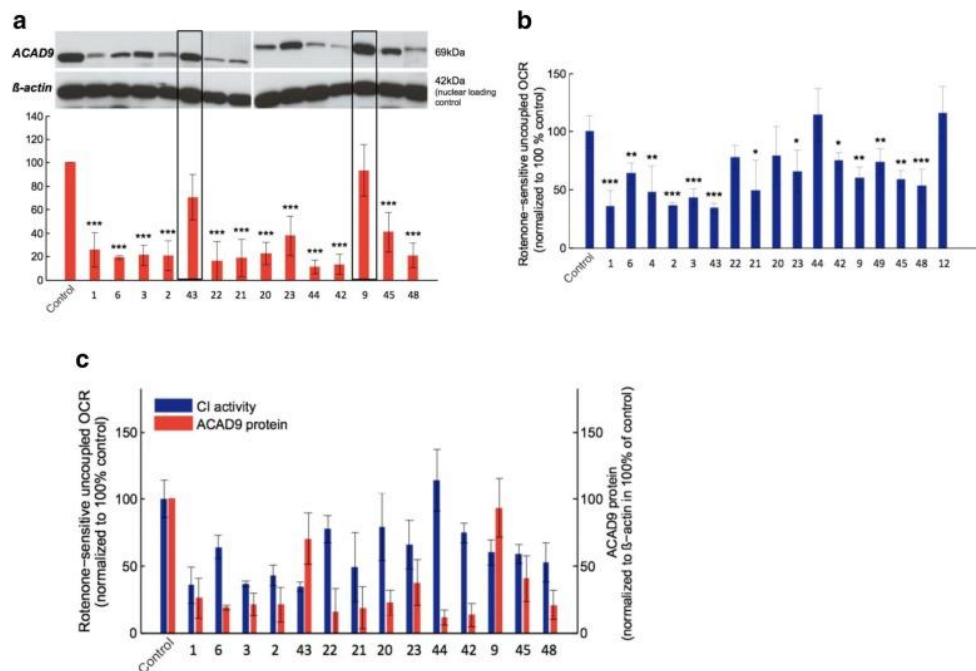 a
ACAD9
69kDa
ß-actin
42kDa
(nuclear loading
control
140
120
100
80
60
40
20
0
*** *** *** *** *** *** *** *** *** *** *** ***
Control 1 6 3 2 43 22 21 20 23 44 42 9 45 48
b
Rotenone-sensitive uncoupled OCR
(normalized to 100 % control)
150
100
50
0
*** ** ** *** *** *** * * * ** ** ** ***
Control 1 6 4 2 3 43 22 21 20 23 44 42 9 49 45 48 12
c
Rotenone-sensitive uncoupled OCR
(normalized to 100% control)
CI activity
ACAD9 protein
150
100
50
0
150
100
50
0
ACAD9 protein
(normalized to ß-actin in 100% of control)
Control 1 6 3 2 43 22 21 20 23 44 42 9 45 48